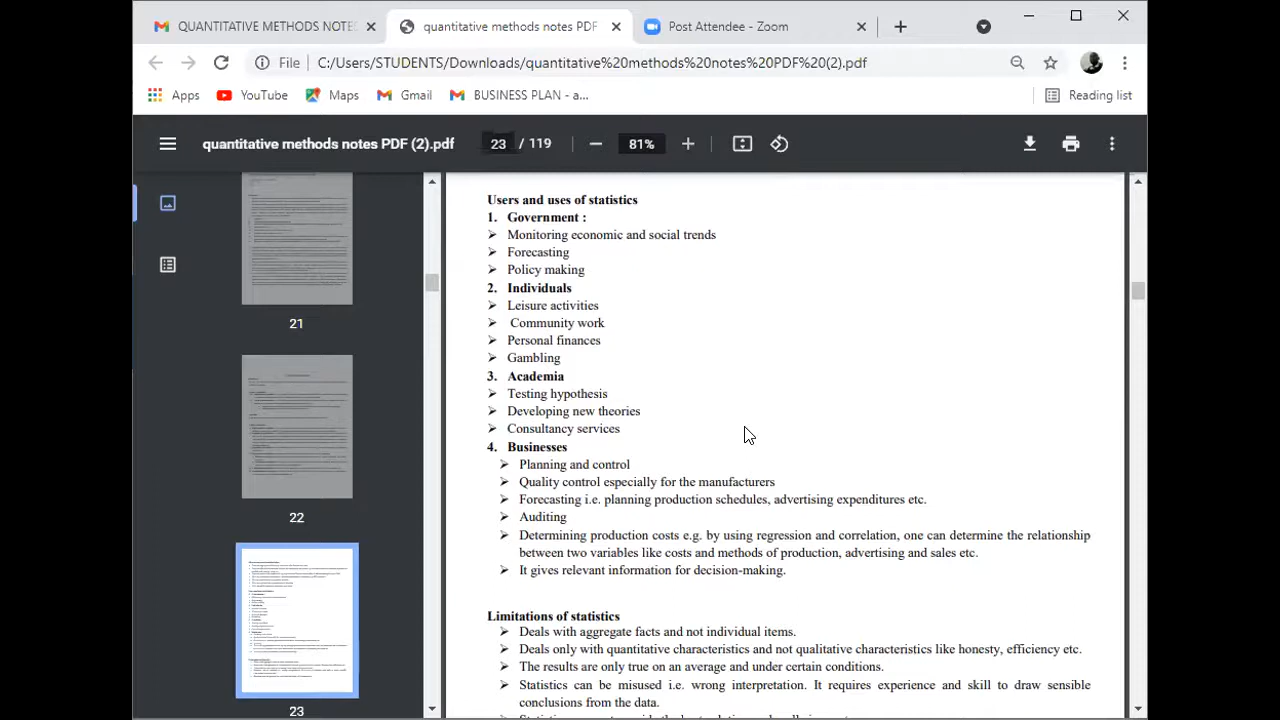 QUANTITATIVE METHODS NOTES
quantitative methods notes PDF
Post Attendee - Zoom
File
C:/Users/STUDENTS/Downloads/quantitative%20methods%20notes%20PDF%20(2).pdf
Apps
YouTube
Maps
Gmail
BUSINESS PLAN - a...
Reading list
quantitative methods notes PDF (2).pdf
23 / 119
81%
21
22
23
Users and uses of statistics
1. Government :
➢ Monitoring economic and social trends
➢ Forecasting
➢ Policy making
2. Individuals
➢ Leisure activities
➢ Community work
➢ Personal finances
➢ Gambling
3. Academia
➢ Testing hypothesis
➢ Developing new theories
➢ Consultancy services
4. Businesses
➢ Planning and control
➢ Quality control especially for the manufacturers
➢ Forecasting i.e. planning production schedules, advertising expenditures etc.
➢ Auditing
➢ Determining production costs e.g. by using regression and correlation, one can determine the relationship
between two variables like costs and methods of production, advertising and sales etc.
➢ It gives relevant information for decision-making.
Limitations of statistics
➢ Deals with aggregate facts and not individual items.
➢ Deals only with quantitative characteristics and not qualitative characteristics like honesty, efficiency etc.
➢ The results are only true on an average and under certain conditions.
➢ Statistics can be misused i.e. wrong interpretation. It requires experience and skill to draw sensible
conclusions from the data.